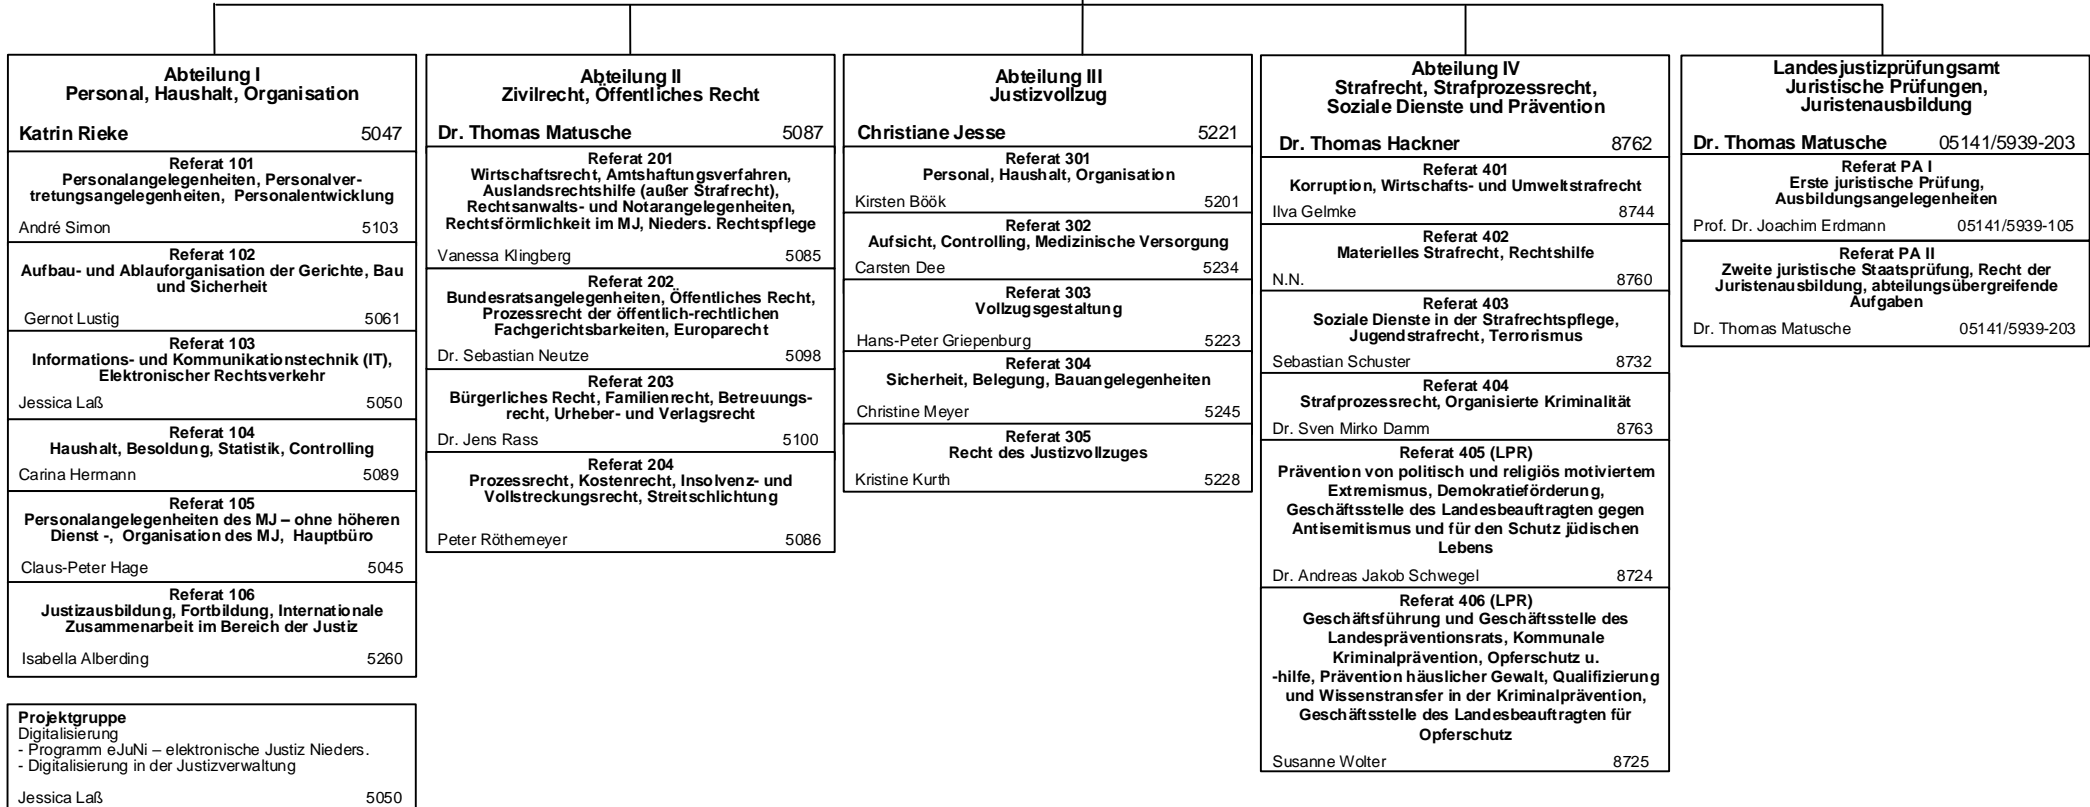 Abteilung I
Personal, Haushalt, Organisation
Katrin Rieke 5047
Referat 101
Personalangelegenheiten, Personalver-
tretungsangelegenheiten, Personalentwicklung
André Simon 5103
Referat 102
Aufbau- und Ablauforganisation der Gerichte, Bau
und Sicherheit
Gernot Lustig 5061
Referat 103
Informations- und Kommunikationstechnik (IT),
Elektronischer Rechtsverkehr
Jessica Laß 5050
Referat 104
Haushalt, Besoldung, Statistik, Controlling
Carina Hermann 5089
Referat 105
Personalangelegenheiten des MJ – ohne höheren
Dienst -, Organisation des MJ, Hauptbüro
Claus-Peter Hage 5045
Referat 106
Justizausbildung, Fortbildung, Internationale
Zusammenarbeit im Bereich der Justiz
Isabella Alberding 5260
Projektgruppe
Digitalisierung
- Programm eJuNi – elektronische Justiz Nieders.
- Digitalisierung in der Justizverwaltung
Jessica Laß 5050
Abteilung II
Zivilrecht, Öffentliches Recht
Dr. Thomas Matusche 5087
Referat 201
Wirtschaftsrecht, Amtshaftungsverfahren,
Auslandsrechtshilfe (außer Strafrecht),
Rechtsanwalts- und Notarangelegenheiten,
Rechtsförmlichkeit im MJ, Nieders. Rechtspflege
Vanessa Klingberg 5085
Referat 202
Bundesratsangelegenheiten, Öffentliches Recht,
Prozessrecht der öffentlich-rechtlichen
Fachgerichtsbarkeiten, Europarecht
Dr. Sebastian Neutze 5098
Referat 203
Bürgerliches Recht, Familienrecht, Betreuungs-
recht, Urheber- und Verlagsrecht
Dr. Jens Rass 5100
Referat 204
Prozessrecht, Kostenrecht, Insolvenz- und
Vollstreckungsrecht, Streitschlichtung
Peter Röthemeyer 5086
Abteilung III
Justizvollzug
Christiane Jesse 5221
Referat 301
Personal, Haushalt, Organisation
Kirsten Böök 5201
Referat 302
Aufsicht, Controlling, Medizinische Versorgung
Carsten Dee 5234
Referat 303
Vollzugsgestaltung
Hans-Peter Griepenburg 5223
Referat 304
Sicherheit, Belegung, Bauangelegenheiten
Christine Meyer 5245
Referat 305
Recht des Justizvollzuges
Kristine Kurth 5228
Abteilung IV
Strafrecht, Strafprozessrecht,
Soziale Dienste und Prävention
Dr. Thomas Hackner 8762
Referat 401
Korruption, Wirtschafts- und Umweltstrafrecht
Ilva Gelmke 8744
Referat 402
Materielles Strafrecht, Rechtshilfe
N.N. 8760
Referat 403
Soziale Dienste in der Strafrechtspflege,
Jugendstrafrecht, Terrorismus
Sebastian Schuster 8732
Referat 404
Strafprozessrecht, Organisierte Kriminalität
Dr. Sven Mirko Damm 8763
Referat 405 (LPR)
Prävention von politisch und religiös motiviertem
Extremismus, Demokratieförderung,
Geschäftsstelle des Landesbeauftragten gegen
Antisemitismus und für den Schutz jüdischen
Lebens
Dr. Andreas Jakob Schwegel 8724
Referat 406 (LPR)
Geschäftsführung und Geschäftsstelle des
Landespräventionsrats, Kommunale
Kriminalprävention, Opferschutz u.
-hilfe, Prävention häuslicher Gewalt, Qualifizierung
und Wissenstransfer in der Kriminalprävention,
Geschäftsstelle des Landesbeauftragten für
Opferschutz
Susanne Wolter 8725
Landesjustizprüfungsamt
Juristische Prüfungen,
Juristenausbildung
Dr. Thomas Matusche 05141/5939-203
Referat PA I
Erste juristische Prüfung,
Ausbildungsangelegenheiten
Prof. Dr. Joachim Erdmann 05141/5939-105
Referat PA II
Zweite juristische Staatsprüfung, Recht der
Juristenausbildung, abteilungsübergreifende
Aufgaben
Dr. Thomas Matusche 05141/5939-203